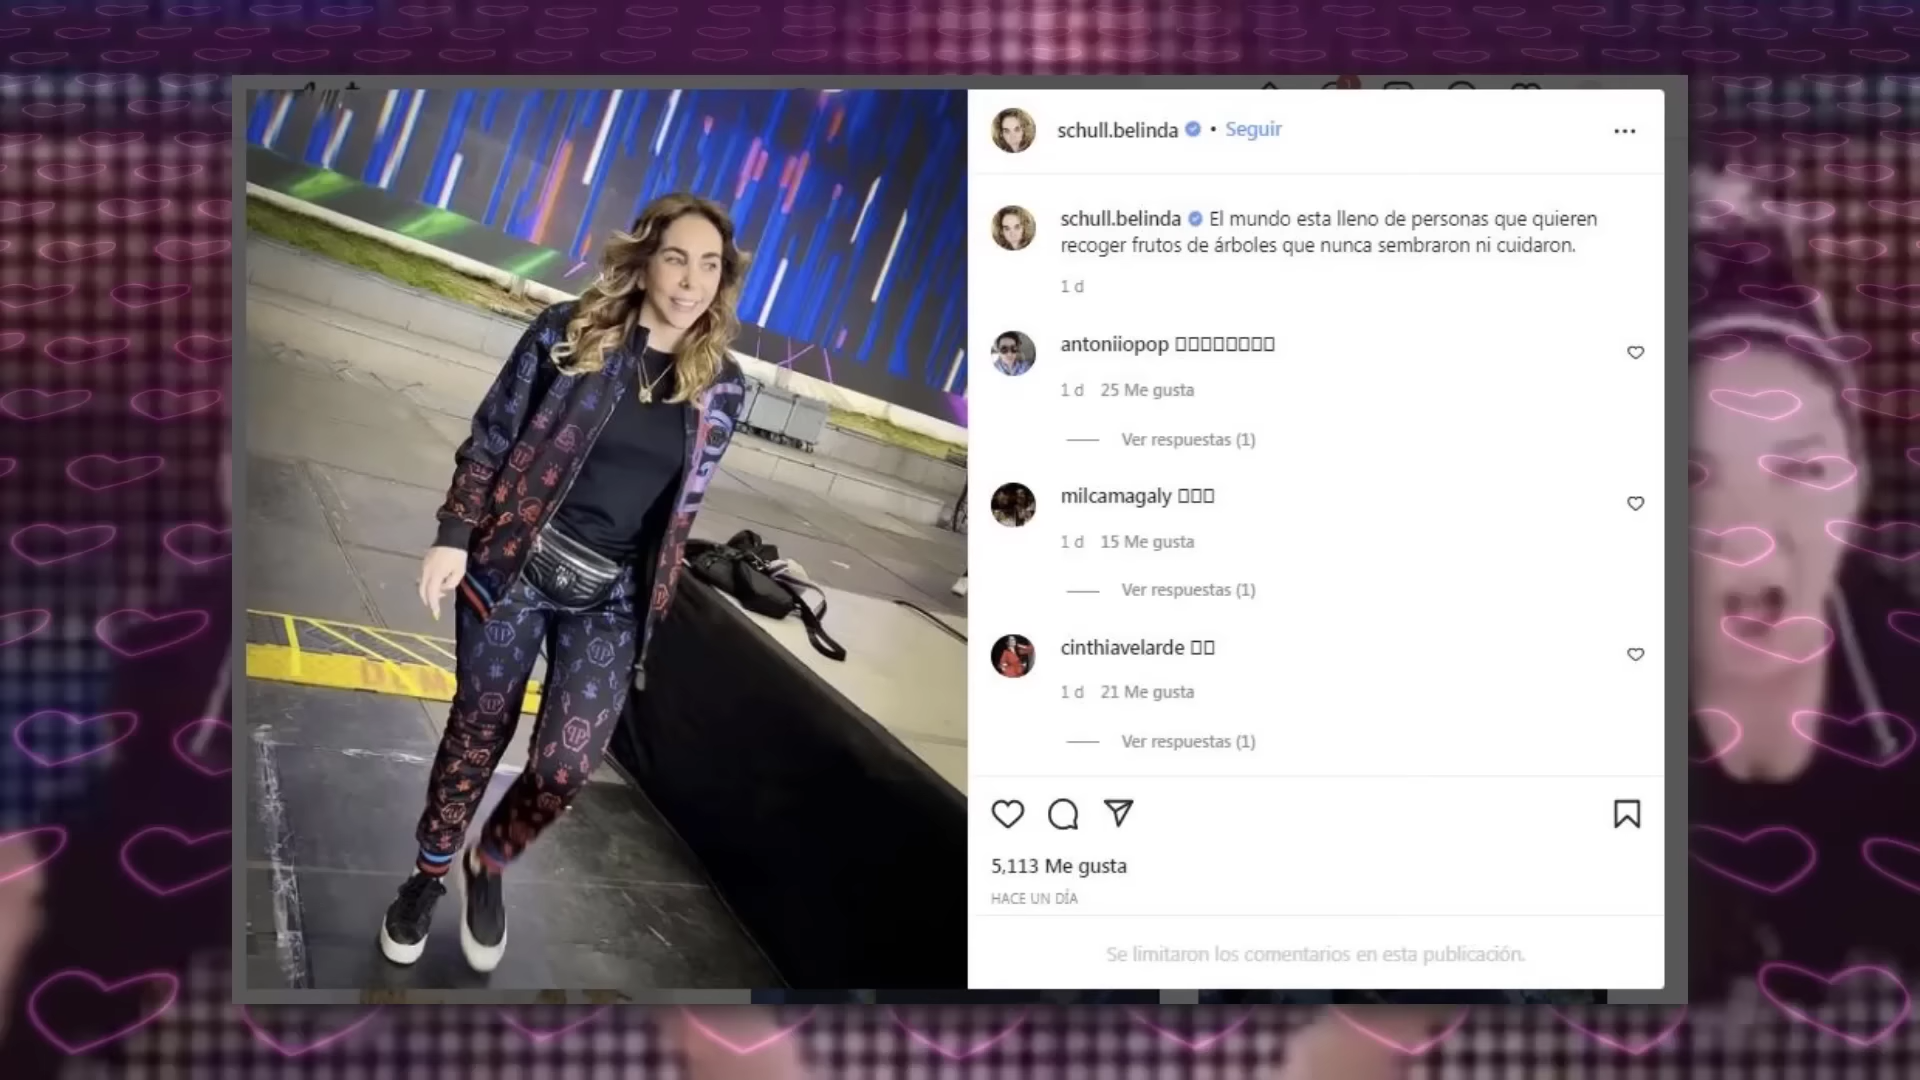 schull.belinda • Seguir
schull.belinda El mundo esta lleno de personas que quieren
recoger frutos de árboles que nunca sembraron ni cuidaron.
1 d
antoniiopop
1 d 25 Me gusta
Ver respuestas (1)
milcamagaly
1 d 15 Me gusta
Ver respuestas (1)
cinthiavelarde
1 d 21 Me gusta
Ver respuestas (1)
5,113 Me gusta
HACE UN DÍA
Se limitaron los comentarios en esta publicación.